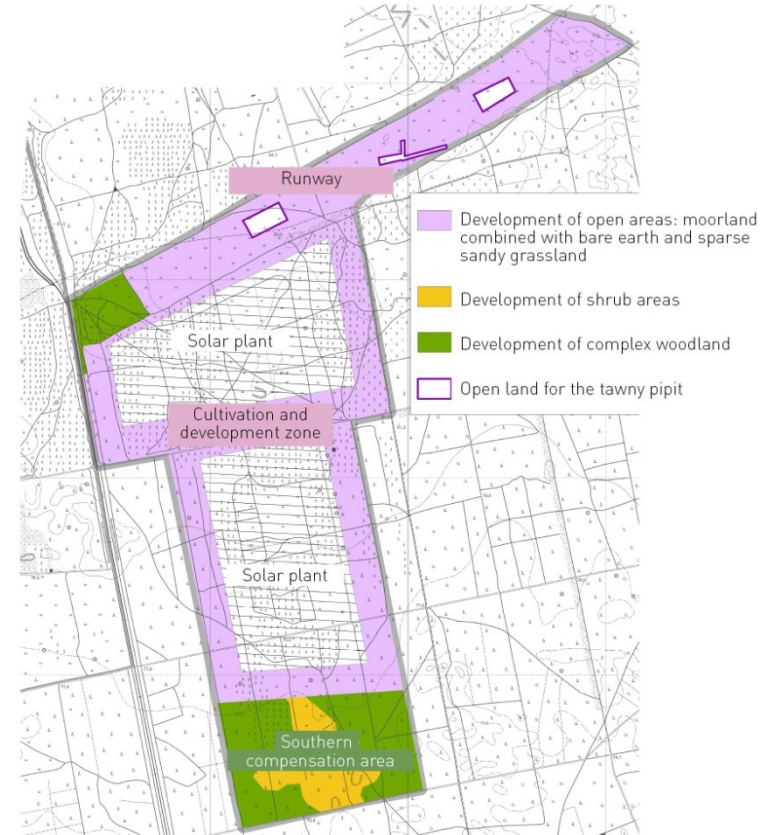 Runway
Development of open areas: moorland
combined with bare earth and sparse
sandy grassland
Development of shrub areas
Development of complex woodland
Open land for the tawny pipit
Solar plant
Cultivation and
development zone
Solar plant
Southern
compensation area